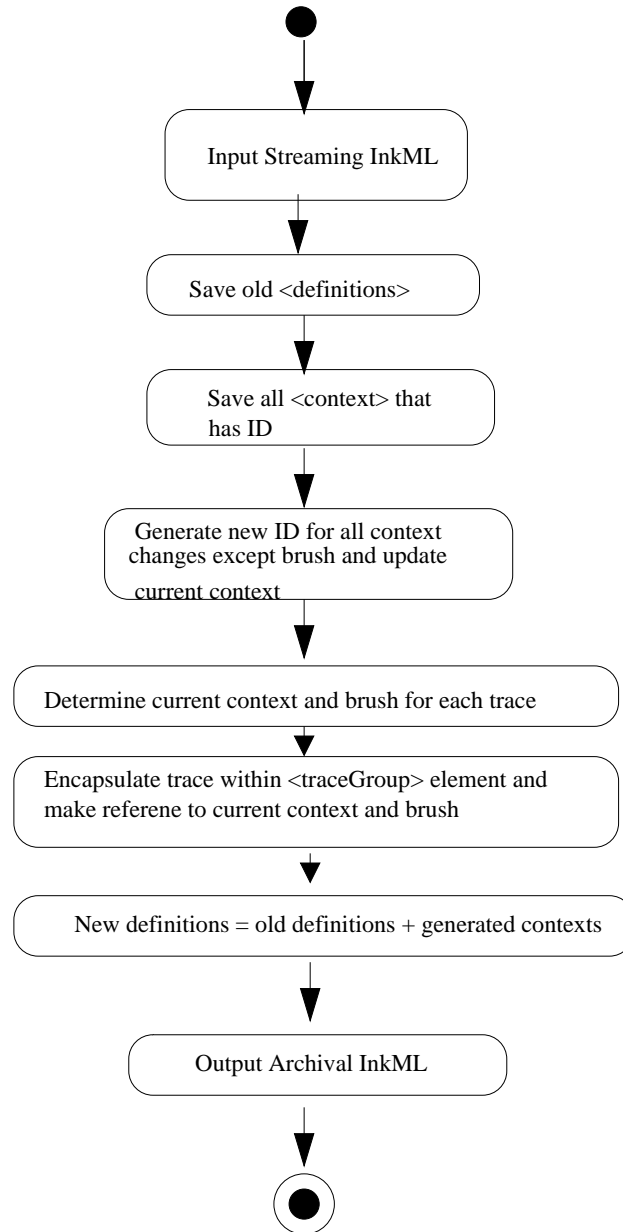 Input Streaming InkML
Save old <definitions>
Save all <context> that
has ID
Generate new ID for all context
changes except brush and update
current context
Determine current context and brush for each trace
Encapsulate trace within <traceGroup> element and
make referene to current context and brush
New definitions = old definitions + generated contexts
Output Archival InkML